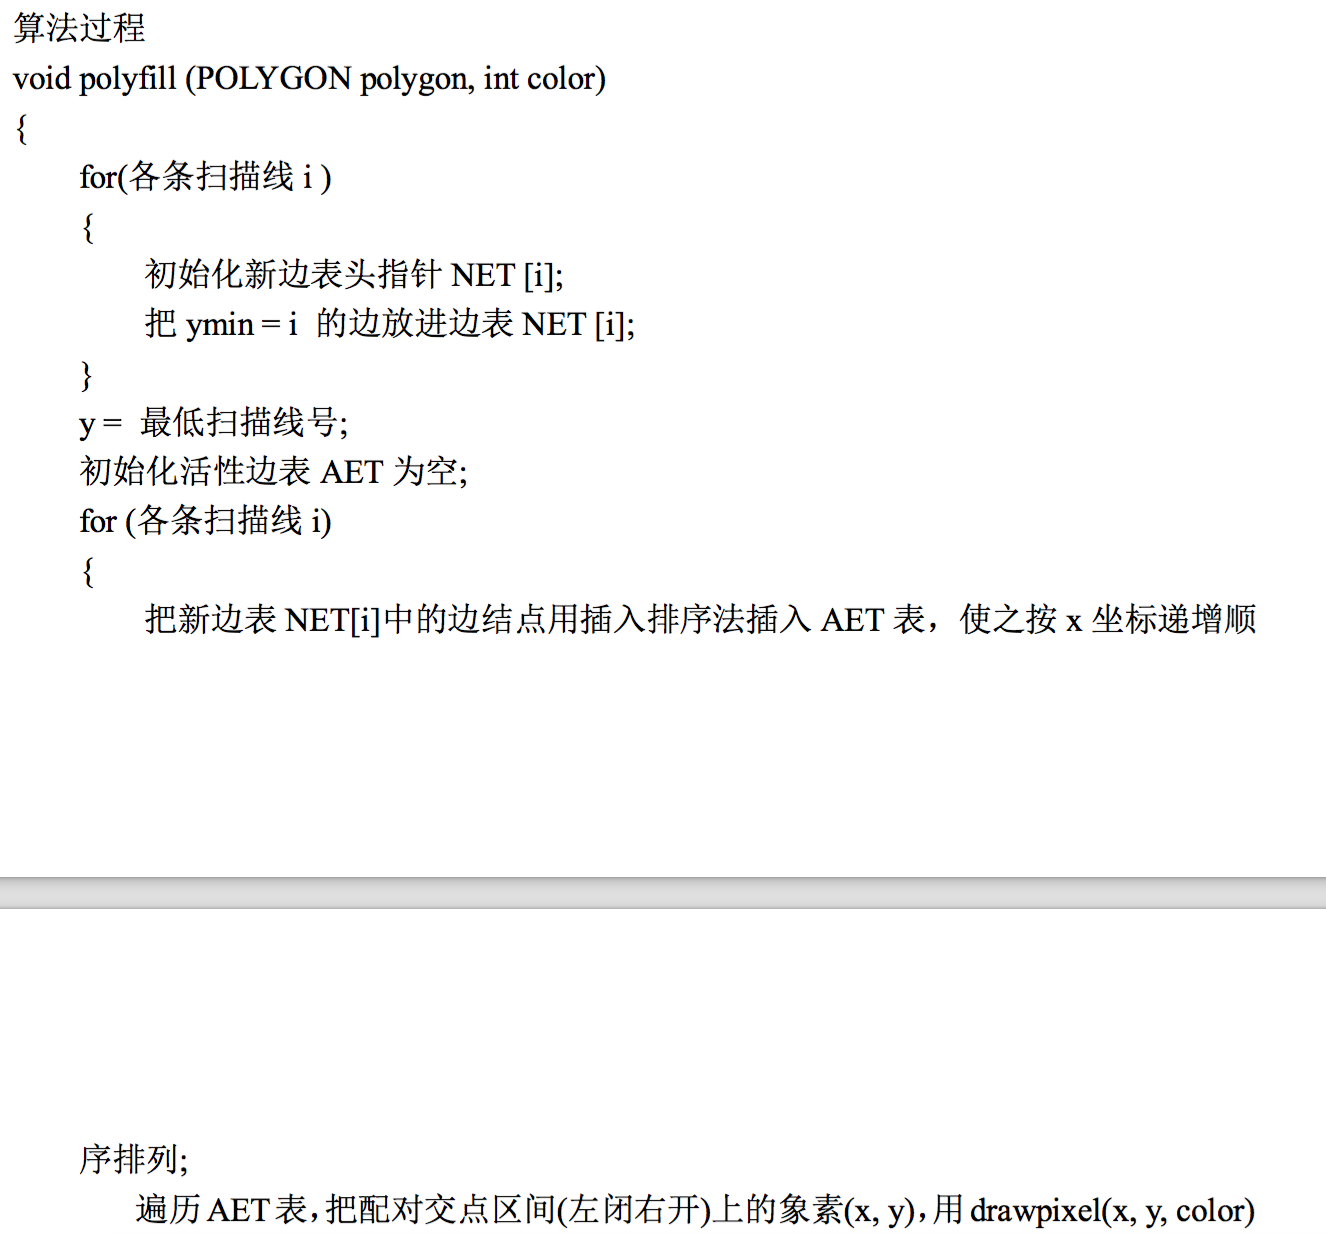 算法过程
void polyfill (POLYGON polygon, int color)
{
for(各条扫描线 i )
{
初始化新边表头指针 NET [i];
把 ymin = i 的边放进边表 NET [i];
}
y = 最低扫描线号;
初始化活性边表 AET 为空;
for (各条扫描线 i)
{
把新边表 NET[i]中的边结点用插入排序法插入 AET 表，使之按 x 坐标递增顺
序排列;
遍历 AET 表，把配对交点区间(左闭右开)上的象素(x, y)，用 drawpixel(x, y, color)